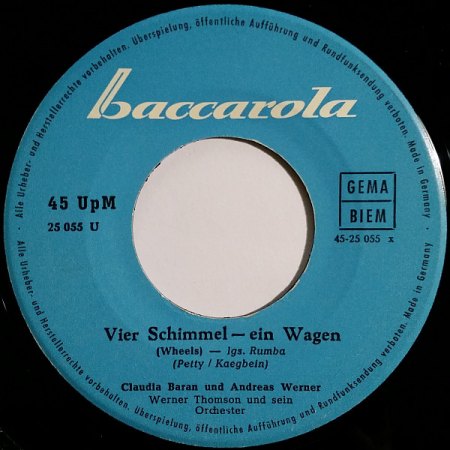 Alle Urheber- und Herstellerrechte vorbehalten. Überspielung, öffentliche Aufführung und Rundfunksendung verboten. Made in Germany
baccarola
45 UpM
25 055 U
GEMA
BIEM
45-25 055 x
Vier Schimmel – ein Wagen
(Wheels) — lgs. Rumba
(Petty / Kaegbein)
Claudia Baran und Andreas Werner
Werner Thomson und sein
Orchester
Alle Urheber- und Herstellerrechte vorbehalten. Überspielung, öffentliche Aufführung und Rundfunksendung verboten. Made in Germany